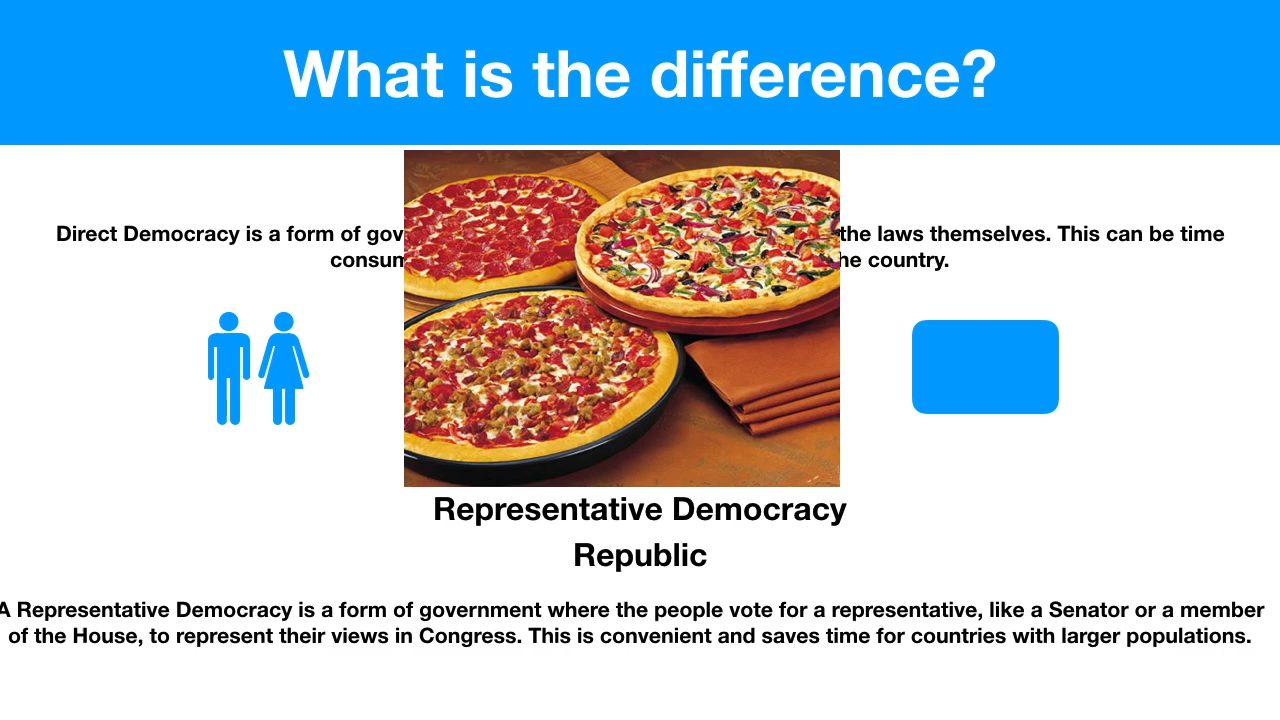 What is the difference?
Direct Democracy is a form of gov the laws themselves. This can be time
consum he country.
Representative Democracy
Republic
A Representative Democracy is a form of government where the people vote for a representative, like a Senator or a member
of the House, to represent their views in Congress. This is convenient and saves time for countries with larger populations.